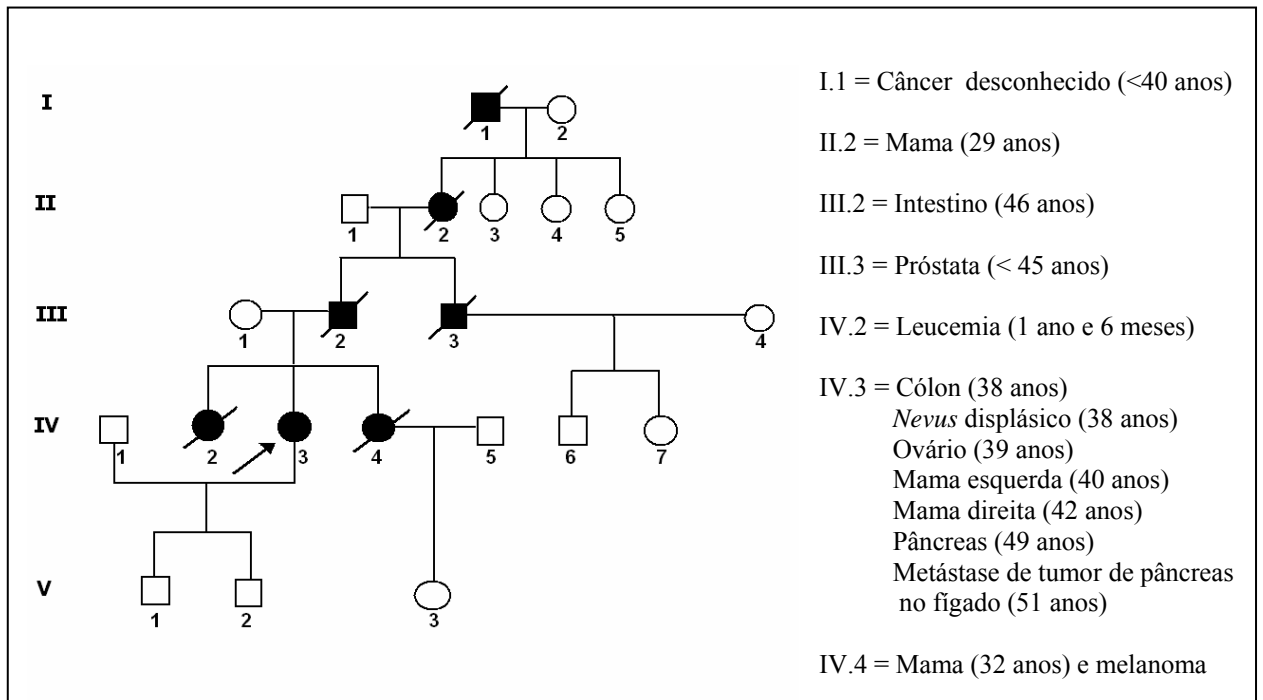 I
1
2
II
1
2
3
4
5
III
1
2
3
4
IV
1
2
3
4
5
6
7
V
1
2
3
I.1 = Câncer desconhecido (<40 anos)
II.2 = Mama (29 anos)
III.2 = Intestino (46 anos)
III.3 = Próstata (< 45 anos)
IV.2 = Leucemia (1 ano e 6 meses)
IV.3 = Cólon (38 anos)
Nevus displásico (38 anos)
Ovário (39 anos)
Mama esquerda (40 anos)
Mama direita (42 anos)
Pâncreas (49 anos)
Metástase de tumor de pâncreas
no fígado (51 anos)
IV.4 = Mama (32 anos) e melanoma